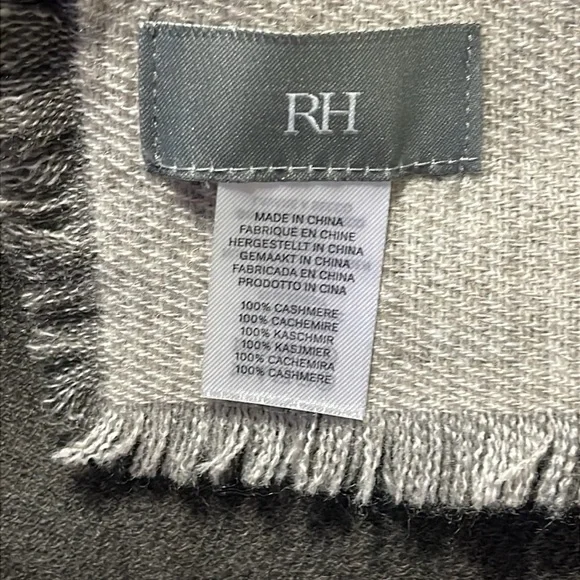 RH
MADE IN CHINA
FABRIQUÉ EN CHINE
HERGESTELLT IN CHINA
GEMAAKT IN CHINA
FABRICADA EN CHINA
PRODOTTO IN CINA
100% CASHMERE
100% CACHEMIRE
100% KASCHMIR
100% KASJMIER
100% CACHEMIRA
100% CASHMERE